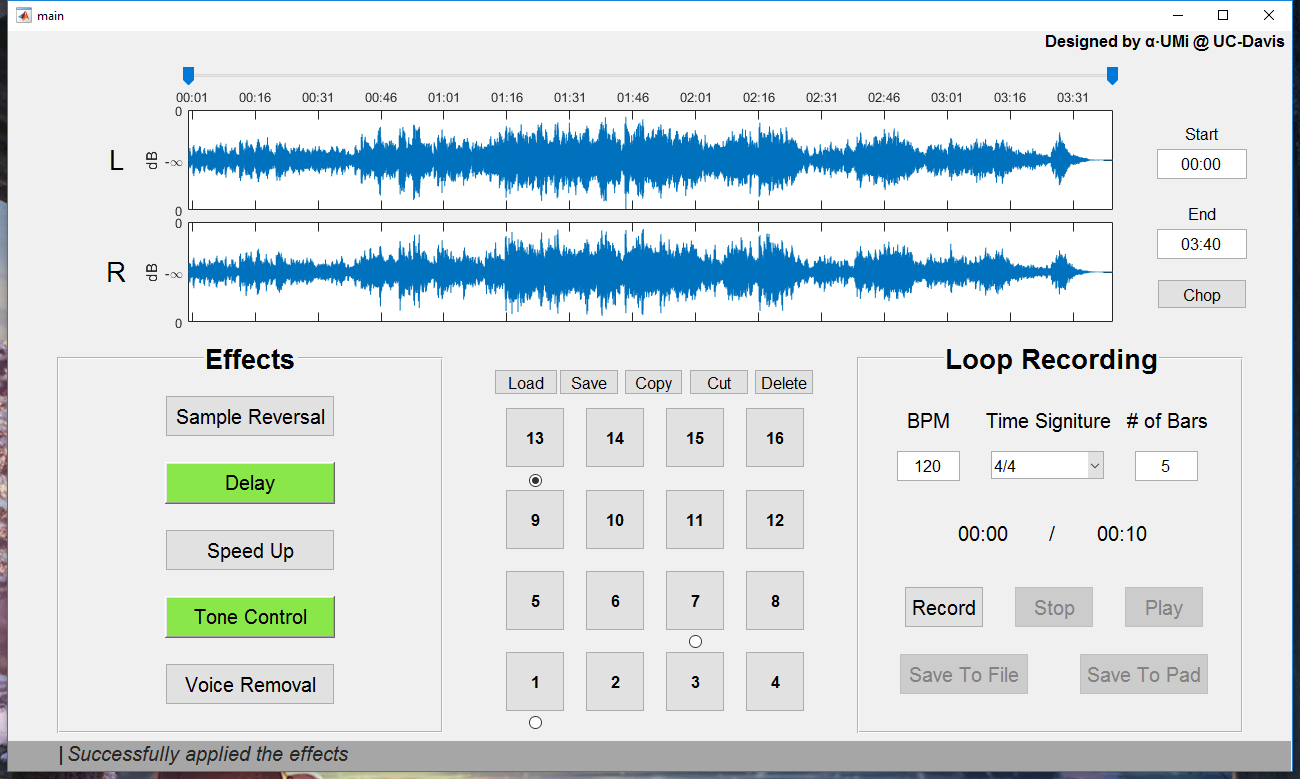 main
Designed by α·UMi @ UC-Davis
00:01 00:16 00:31 00:46 01:01 01:16 01:31 01:46 02:01 02:16 02:31 02:46 03:01 03:16 03:31
0
L dB -∞
0
Start
00:00
0
R dB -∞
0
End
03:40
Chop
Effects
Sample Reversal
Delay
Speed Up
Tone Control
Voice Removal
Load Save Copy Cut Delete
13 14 15 16
9 10 11 12
5 6 7 8
1 2 3 4
Loop Recording
BPM Time Signiture # of Bars
120 4/4 5
00:00 / 00:10
Record Stop Play
Save To File Save To Pad
| Successfully applied the effects